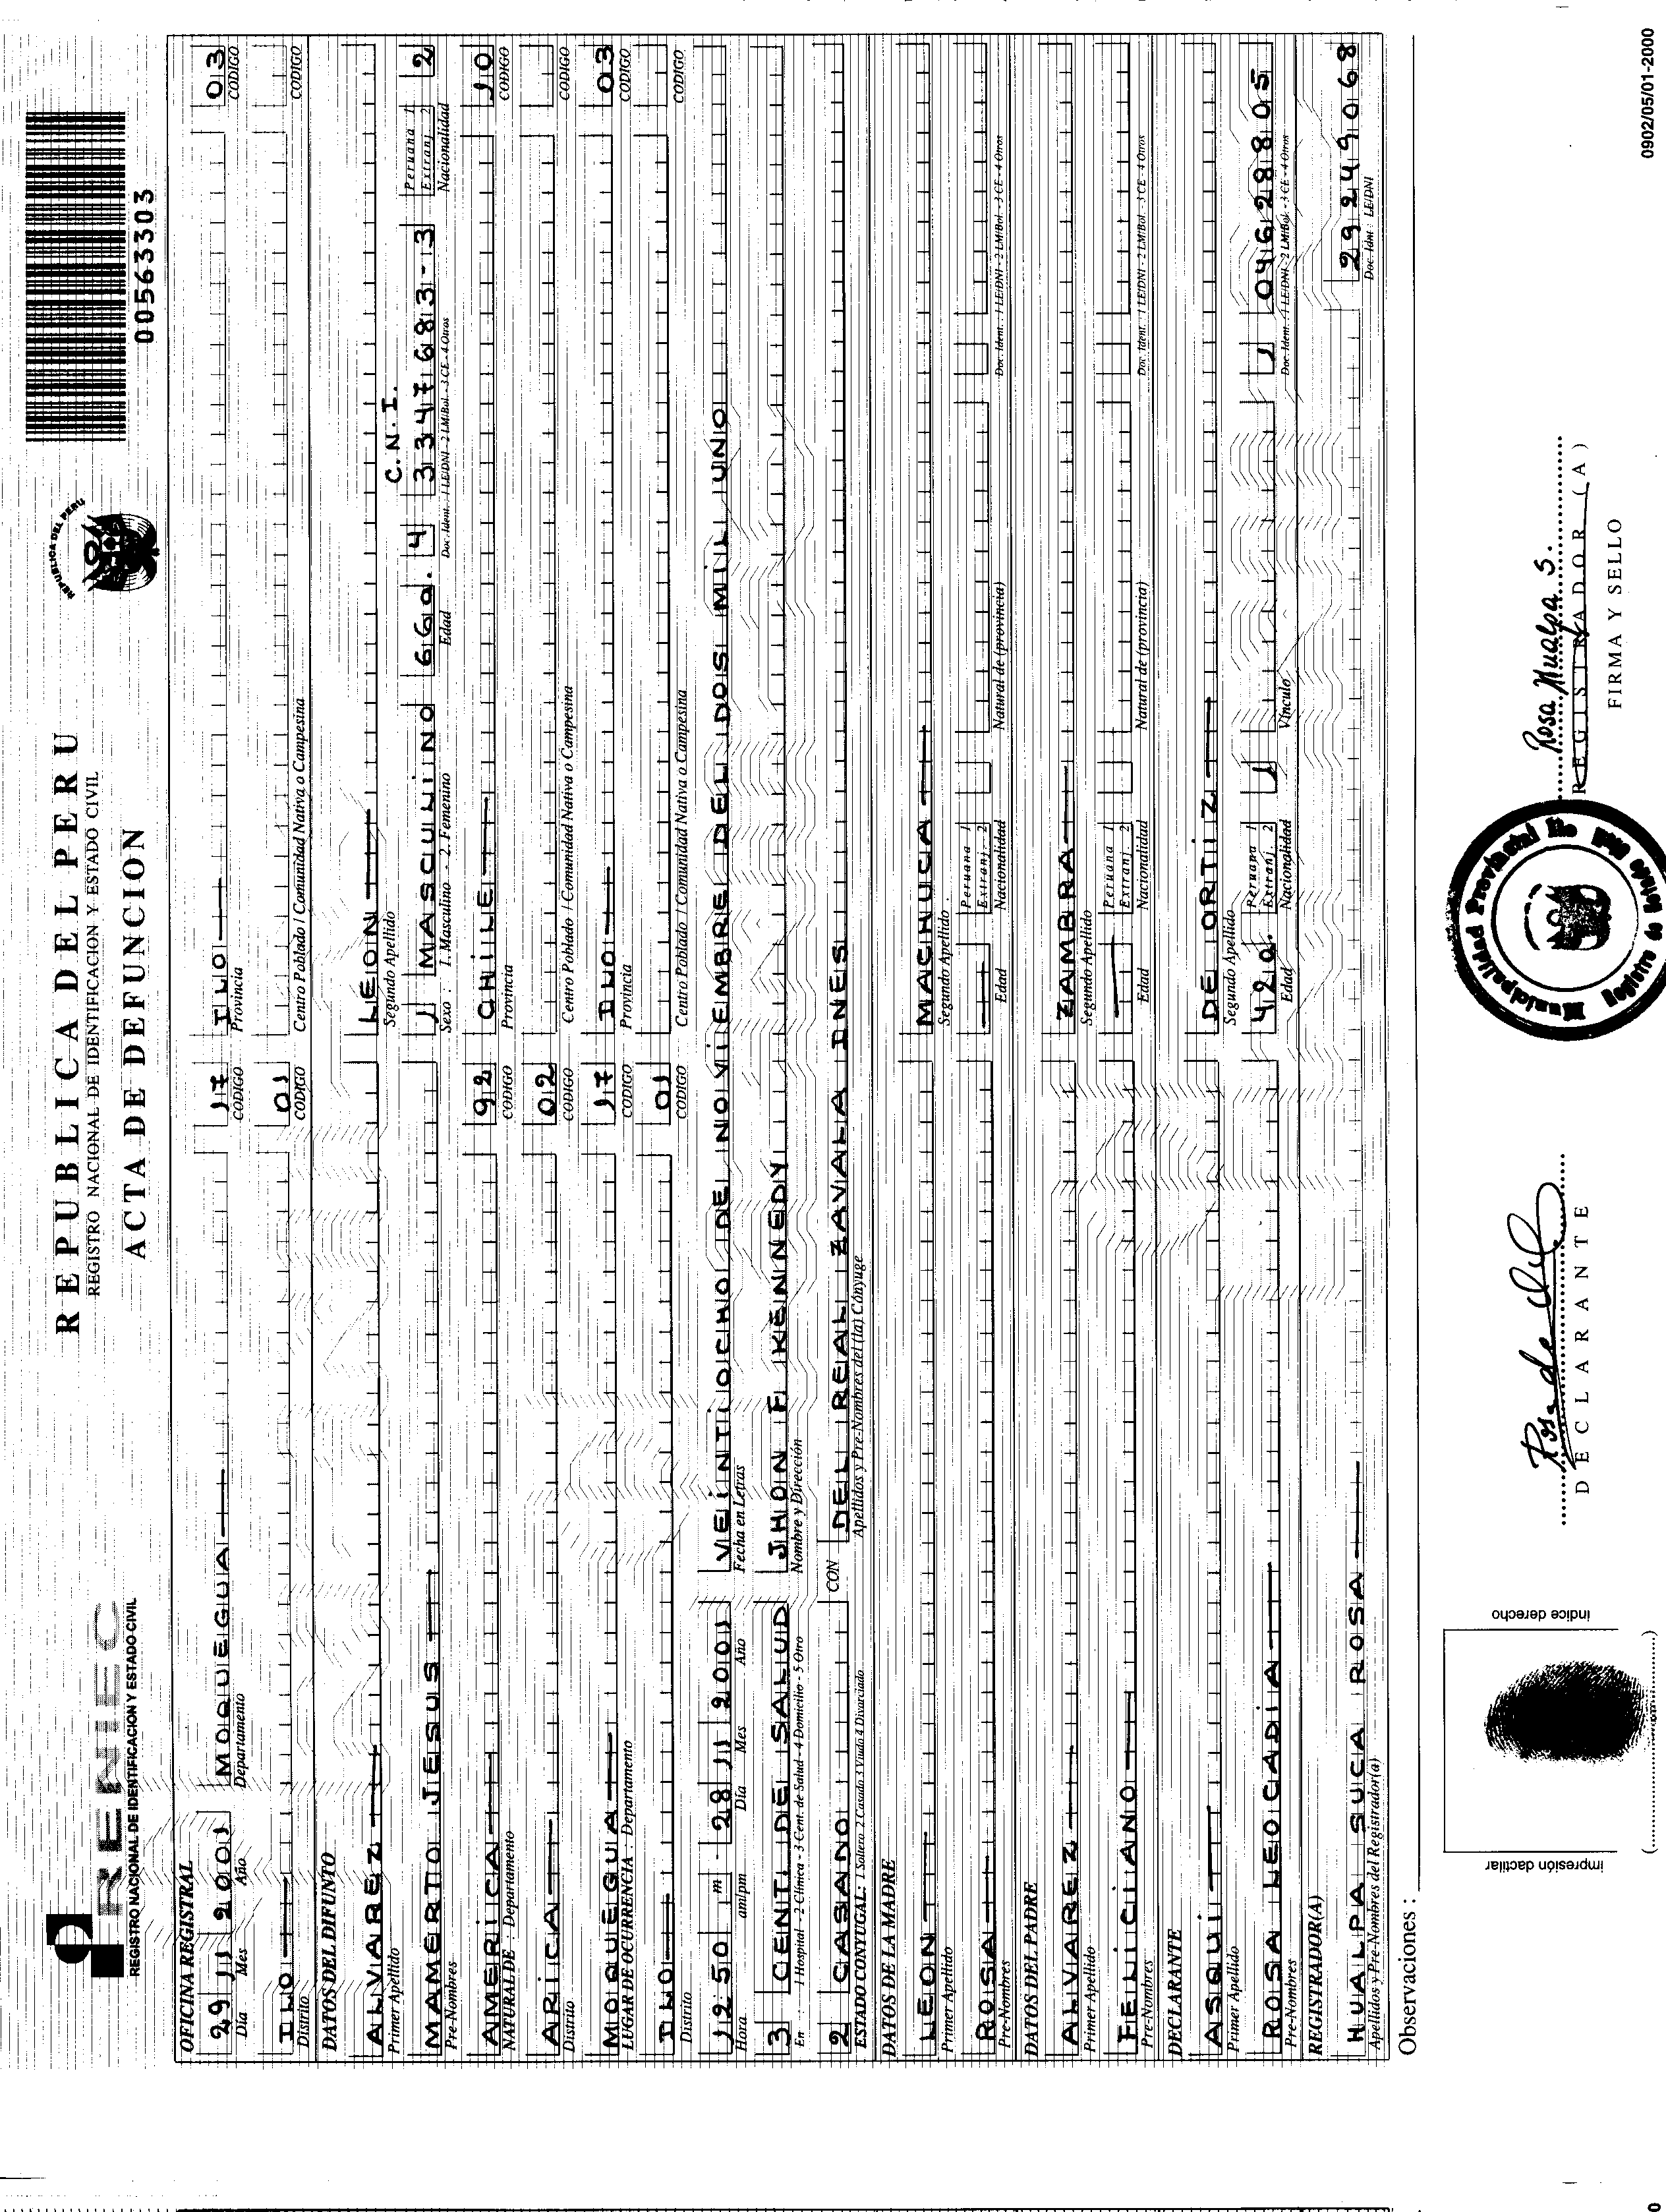 RENIEC
REGISTRO NACIONAL DE IDENTIFICACION Y ESTADO CIVIL
REPUBLICA DEL PERU
REGISTRO NACIONAL DE IDENTIFICACION Y ESTADO CIVIL
ACTA DE DEFUNCION
REPUBLICA DEL PERU
00563303
OFICINA REGISTRAL
29 11 2001 MOQUEGUA 17 ILO 03
Día Mes Año Departamento CODIGO Provincia CODIGO
ILO 01
Distrito CODIGO Centro Poblado / Comunidad Nativa o Campesina CODIGO
DATOS DEL DIFUNTO
ALVAREZ LEON
Primer Apellido Segundo Apellido
C.N.I.
MAMERTO JESUS 1 MASCULINO 66a. 4 3347683-3 Peruana 1 Extranj. 2 2
Pre-Nombres Sexo : 1. Masculino - 2. Femenino Edad Doc. Ident. : 1 LE/DNI - 2 LM/Bol. - 3 CE - 4 Otros Nacionalidad
AMERICA 92 CHILE 10
NATURAL DE : Departamento CODIGO Provincia CODIGO
ARICA 02
Distrito CODIGO Centro Poblado / Comunidad Nativa o Campesina CODIGO
MOQUEGUA 17 ILO 03
LUGAR DE OCURRENCIA : Departamento CODIGO Provincia CODIGO
ILO 01
Distrito CODIGO Centro Poblado / Comunidad Nativa o Campesina CODIGO
12:50 m 28 11 2001 VEINTIOCHO DE NOVIEMBRE DEL DOS MIL UNO
Hora am/pm Día Mes Año Fecha en Letras
3 CENT. DE SALUD JHON F KENNEDY
En : 1 Hospital - 2 Clínica - 3 Cent. de Salud - 4 Domicilio - 5 Otro Nombre y Dirección
2 CASADO CON DEL REAL ZAVALA INES
ESTADO CONYUGAL: 1 Soltero 2 Casado 3 Viudo 4 Divorciado Apellidos y Pre-Nombres del (la) Cónyuge
DATOS DE LA MADRE
LEON MACHUCA
Primer Apellido Segundo Apellido
ROSA Peruana 1 Extranj. 2
Pre-Nombres Edad Nacionalidad Natural de (provincia) Doc. Ident. : 1 LE/DNI - 2 LM/Bol. - 3 CE - 4 Otros
DATOS DEL PADRE
ALVAREZ ZAMBRA
Primer Apellido Segundo Apellido
FELICIANO Peruana 1 Extranj. 2
Pre-Nombres Edad Nacionalidad Natural de (provincia) Doc. Ident. : 1 LE/DNI - 2 LM/Bol. - 3 CE - 4 Otros
DECLARANTE
ASQUI DE ORTIZ
Primer Apellido Segundo Apellido
ROSA LEOCADIA 42a. Peruana 1 Extranj. 2 1 1 04628805
Pre-Nombres Edad Nacionalidad Vínculo Doc. Ident. : 1 LE/DNI - 2 LM/Bol. - 3 CE - 4 Otros
REGISTRADOR(A)
HUALPA SUCA ROSA 29249068
Apellidos y Pre-Nombres del Registrador(a) Doc. Idnt : LE/DNI
Observaciones :
impresión dactilar
indice derecho
DECLARANTE
Municipalidad Provincial Ilo
Rosa Hualpa S.
REGISTRADOR (A)
FIRMA Y SELLO
0902/05/01-2000